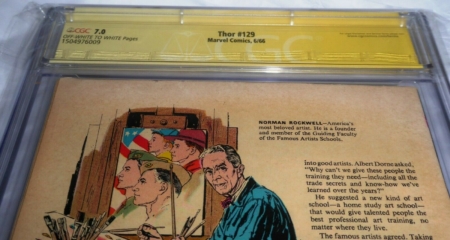 CGC 7.0
OFF-WHITE TO WHITE Pages
1504976009
Thor #129
Marvel Comics, 6/66
NORMAN ROCKWELL—America's
most beloved artist. He is a founder
and member of the Guiding Faculty
of the Famous Artists Schools.
into good artists. Albert Dorne asked,
"Why can't we give these people the
training they need—including all the
trade secrets and know-how we've
learned over the years?"
He suggested a new kind of art
school—a home study art school—
that would give talented people the
best professional art training, no
matter where they live.
The famous artists agreed. Taking